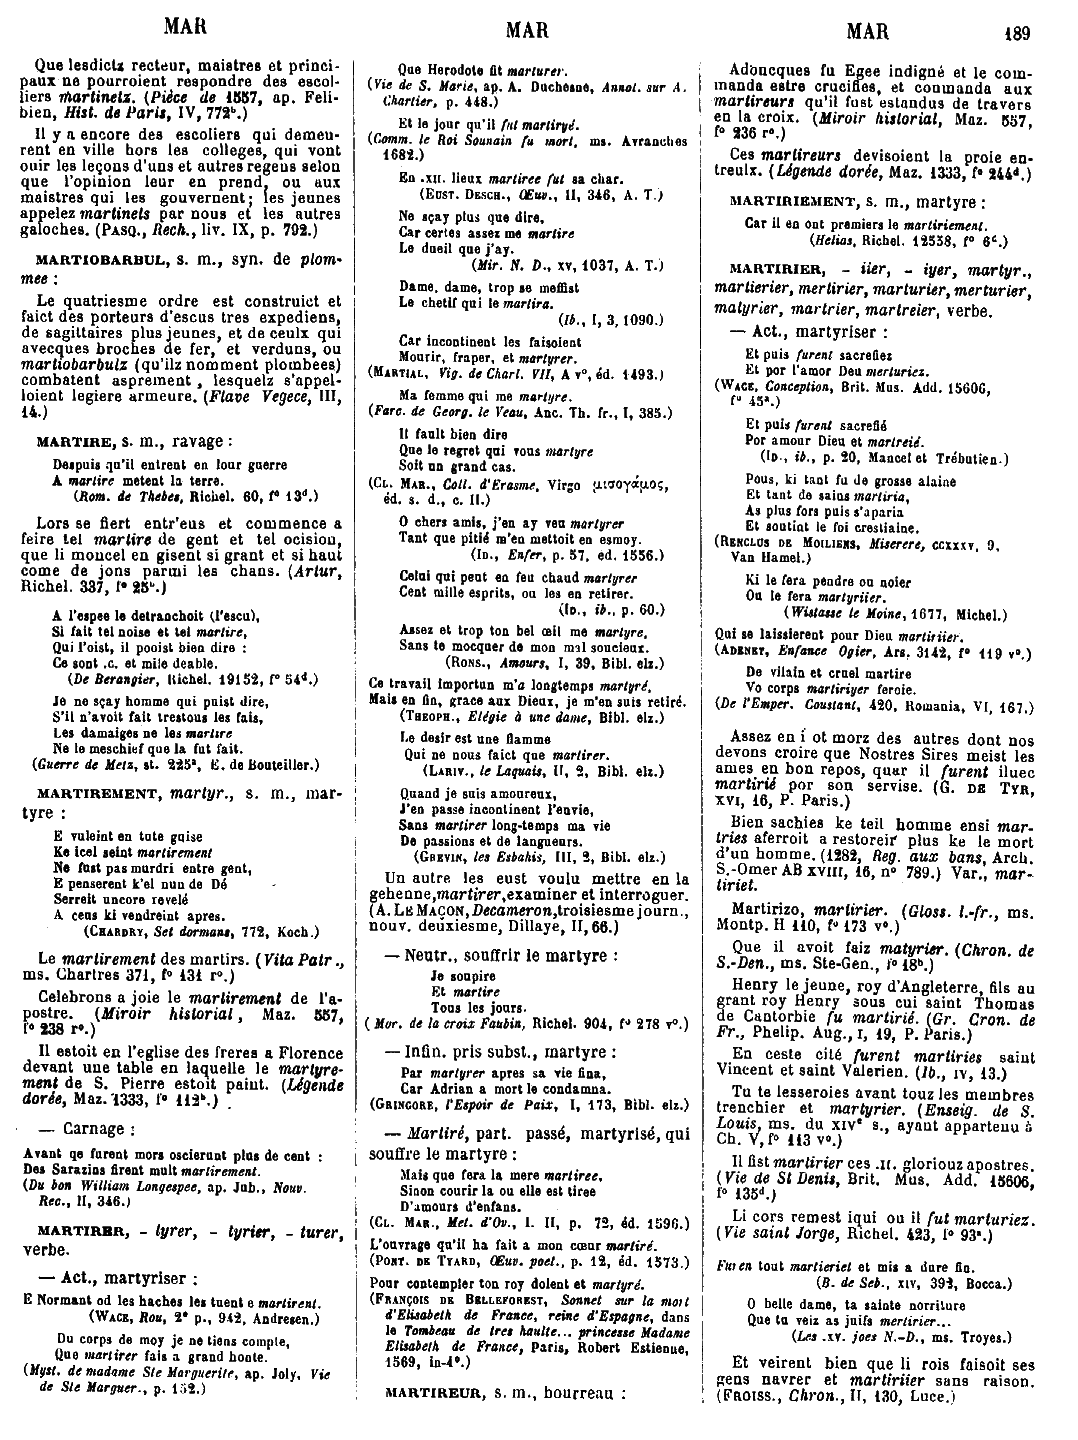 MAR
MAR
MAR 189
Que lesdictz recteur, maistres et princi-
paux ne pourroient respondre des escol-
liers martinetz. (Pièce de 1557, ap. Feli-
bien, Hist. de Paris, IV, 772b.)
Il y a encore des escoliers qui demeu-
rent en ville hors les colleges, qui vont
ouir les leçons d'uns et autres regens selon
que l'opinion leur en prend, ou aux
maistres qui les gouvernent; les jeunes
appelez martinets par nous et les autres
galoches. (PASQ., Rech., liv. IX, p. 792.)
MARTIOBARBUL, s. m., syn. de plom-
mee :
Le quatriesme ordre est construict et
faict des porteurs d'escus tres expediens,
de sagittaires plus jeunes, et de ceulx qui
avecques broches de fer, et verduns, ou
martiobarbulz (qu'ilz nomment plombees)
combatent asprement, lesquelz s'appel-
loient legiere armeure. (Flave Vegece, III,
14.)
MARTIRE, s. m., ravage :
Despuis qu'il entrent en lour guerre
A martire metent la terre.
(Rom. de Thebes, Richel. 60, f° 13d.)
Lors se fiert entr'eus et commence a
feire tel martire de gent et tel ocision,
que li moncel en gisent si grant et si haut
come de jons parmi les chans. (Artur,
Richel. 337, f° 25b.)
A l'espee le detranchoit (l'escu),
Si fait tel noise et tel martire,
Qui l'oist, il pooist bien dire :
Ce sont .c. et mile deable.
(De Berangier, Richel. 19152, f° 54d.)
Je ne sçay homme qui puist dire,
S'il n'avoit fait trestous les fais,
Les damaiges ne les martire
Ne le meschief que la fut fait.
(Guerre de Metz, st. 225a, E. de Bouteiller.)
MARTIREMENT, martyr., s. m., mar-
tyre :
E vuleint en tute guise
Ke icel seint martirement
Ne fust pas murdri entre gent,
E penserent k'el nun de Dé
Serreit uncore revelé
A ceus ki vendreint apres.
(CHARDRY, Set dormans, 772, Koch.)
Le martirement des martirs. (Vita Patr.,
ms. Chartres 371, f° 131 r°.)
Celebrons a joie le martirement de l'a-
postre. (Miroir historial, Maz. 557,
f° 238 r°.)
Il estoit en l'eglise des freres a Florence
devant une table en laquelle le martyre-
ment de S. Pierre estoit paint. (Légende
dorée, Maz. 1333, f° 112b.)
— Carnage :
Avant qe furent mors oscierunt plus de cent :
Des Sarazins firent mult martirement.
(Du bon William Longespee, ap. Jub., Nouv.
Rec., II, 346.)
MARTIRER, - lyrer, - tyrier, - turer,
verbe.
— Act., martyriser :
E Normant od les haches les tuent e martirent.
(WACE, Rou, 2e p., 942, Andresen.)
Du corps de moy je ne tiens compte,
Que martirer fais a grand honte.
(Myst. de madame Ste Marguerite, ap. Joly, Vie
de Ste Marguer., p. 152.)
Que Herodote fit marturer.
(Vie de S. Marie, ap. A. Duchesne, Annot. sur A.
Chartier, p. 448.)
Et le jour qu'il fut martiryé.
(Comm. le Roi Sounain fu mort, ms. Avranches
1682.)
En .XII. lieux martiree fut sa char.
(EUST. DESCH., Œuv., II, 346, A. T.)
Ne sçay plus que dire,
Car certes assez me martire
Le dueil que j'ay.
(Mir. N. D., XV, 1037, A. T.)
Dame, dame, trop se meffist
Le chetif qui le martira.
(Ib., I, 3, 1090.)
Car incontinent les faisoient
Mourir, fraper, et martyrer.
(MARTIAL, Vig. de Charl. VII, A v°, éd. 1493.)
Ma femme qui me martyre.
(Farc. de Georg. le Veau, Anc. Th. fr., I, 385.)
Il fault bien dire
Que le regret qui vous martyre
Soit un grand cas.
(CL. MAR., Coll. d'Erasme, Virgo μισογάμος,
éd. s. d., c. II.)
O chers amis, j'en ay veu martyrer
Tant que pitié m'en mettoit en esmoy.
(ID., Enfer, p. 57, ed. 1556.)
Celui qui peut en feu chaud martyrer
Cent mille esprits, ou les en retirer.
(ID., ib., p. 60.)
Assez et trop ton bel œil me martyre,
Sans te mocquer de mon mal soucieux.
(RONS., Amours, I, 39, Bibl. elz.)
Ce travail importun m'a longtemps martyré,
Mais en fin, grace aux Dieux, je m'en suis retiré.
(THEOPH., Elégie à une dame, Bibl. elz.)
Le desir est une flamme
Qui ne nous faict que martirer.
(LARIV., le Laquais, II, 2, Bibl. elz.)
Quand je suis amoureux,
J'en passe incontinent l'envie,
Sans martirer long-temps ma vie
De passions et de langueurs.
(GREVIN, les Esbahis, III, 2, Bibl. elz.)
Un autre les eust voulu mettre en la
gehenne, martirer, examiner et interroguer.
(A. LE MAÇON, Decameron, troisiesme journ.,
nouv. deuxiesme, Dillaye, II, 66.)
— Neutr., souffrir le martyre :
Je soupire
Et martire
Tous les jours.
(Mor. de la croix Faubin, Richel. 904, f° 278 v°.)
— Infin. pris subst., martyre :
Par martyrer apres sa vie fina,
Car Adrian a mort le condamna.
(GRINGORE, l'Espoir de Paix, I, 173, Bibl. elz.)
— Martiré, part. passé, martyrisé, qui
souffre le martyre :
Mais que fera la mere martiree,
Sinon courir la ou elle est tiree
D'amours d'enfans.
(CL. MAR., Met. d'Ov., l. II, p. 72, éd. 1596.)
L'ouvrage qu'il ha fait a mon cœur martiré.
(PONT. DE TYARD, Œuv. poet., p. 12, éd. 1573.)
Pour contempler ton roy dolent et martyré.
(FRANÇOIS DE BELLEFOREST, Sonnet sur la mort
d'Elisabeth de France, reine d'Espagne, dans
le Tombeau de tres haulte... princesse Madame
Elisabeth de France, Paris, Robert Estienne,
1569, in-4°.)
MARTIREUR, s. m., bourreau :
Adoncques fu Egee indigné et le com-
manda estre crucifies, et commanda aux
martireurs qu'il fust estandus de travers
en la croix. (Miroir historial, Maz. 557,
f° 236 r°.)
Ces martireurs devisoient la proie en-
treulx. (Légende dorée, Maz. 1333, f° 244d.)
MARTIRIEMENT, s. m., martyre :
Car il en ont premiers le martiriement.
(Helias, Richel. 12558, f° 6c.)
MARTIRIER, - iier, - iyer, martyr.,
martierier, mertirier, marturier, merturier,
matyrier, martrier, martreier, verbe.
— Act., martyriser :
Et puis furent sacrefiez
Et por l'amor Deu merturiez.
(WACE, Conception, Brit. Mus. Add. 15606,
f° 45a.)
Et puis furent sacrefié
Por amour Dieu et martreié.
(ID., ib., p. 20, Mancel et Trébutien.)
Pous, ki tant fu de grosse alaine
Et tant de sains martiria,
As plus fors puis s'aparia
Et soutint le foi crestiaine.
(RENCLUS DE MOILIENS, Miserere, CCXXXV, 9,
Van Hamel.)
Ki le fera pendre ou noier
Ou le fera martyriier.
(Wistasse le Moine, 1677, Michel.)
Qui se laissierent pour Dieu martiriier.
(ADENET, Enfance Ogier, Ars. 3142, f° 119 v°.)
De vilain et cruel martire
Vo corps martiriyer feroie.
(De l'Emper. Coustant, 420, Romania, VI, 167.)
Assez en i ot morz des autres dont nos
devons croire que Nostres Sires meist les
ames en bon repos, quar il furent iluec
martirié por son servise. (G. DE TYR,
XVI, 16, P. Paris.)
Bien sachies ke teil homme ensi mar-
tries aferroit a restoreir plus ke le mort
d'un homme. (1282, Reg. aux bans, Arch.
S.-Omer AB XVIII, 16, n° 789.) Var., mar-
tiriet.
Martirizo, martirier. (Gloss. l.-fr., ms.
Montp. H 110, f° 173 v°.)
Que il avoit faiz matyrier. (Chron. de
S.-Den., ms. Ste-Gen., f° 18b.)
Henry le jeune, roy d'Angleterre, fils au
grant roy Henry sous cui saint Thomas
de Cantorbie fu martirié. (Gr. Cron. de
Fr., Phelip. Aug., I, 19, P. Paris.)
En ceste cité furent martiries saint
Vincent et saint Valerien. (Ib., IV, 13.)
Tu te lesseroies avant touz les membres
trenchier et martyrier. (Enseig. de S.
Louis, ms. du XIVe s., ayant appartenu à
Ch. V, f° 113 v°.)
Il fist martirier ces .II. gloriouz apostres.
(Vie de St Denis, Brit. Mus. Add. 15606,
f° 135d.)
Li cors remest iqui ou il fut marturiez.
(Vie saint Jorge, Richel. 423, f° 93a.)
Furen tout martieriet et mis a dure fin.
(B. de Seb., XIV, 393, Bocca.)
O belle dame, ta sainte norriture
Que tu veiz as juifs mertirier...
(Les .XV. joes N.-D., ms. Troyes.)
Et veirent bien que li rois faisoit ses
gens navrer et martiriier sans raison.
(FROISS., Chron., II, 130, Luce.)